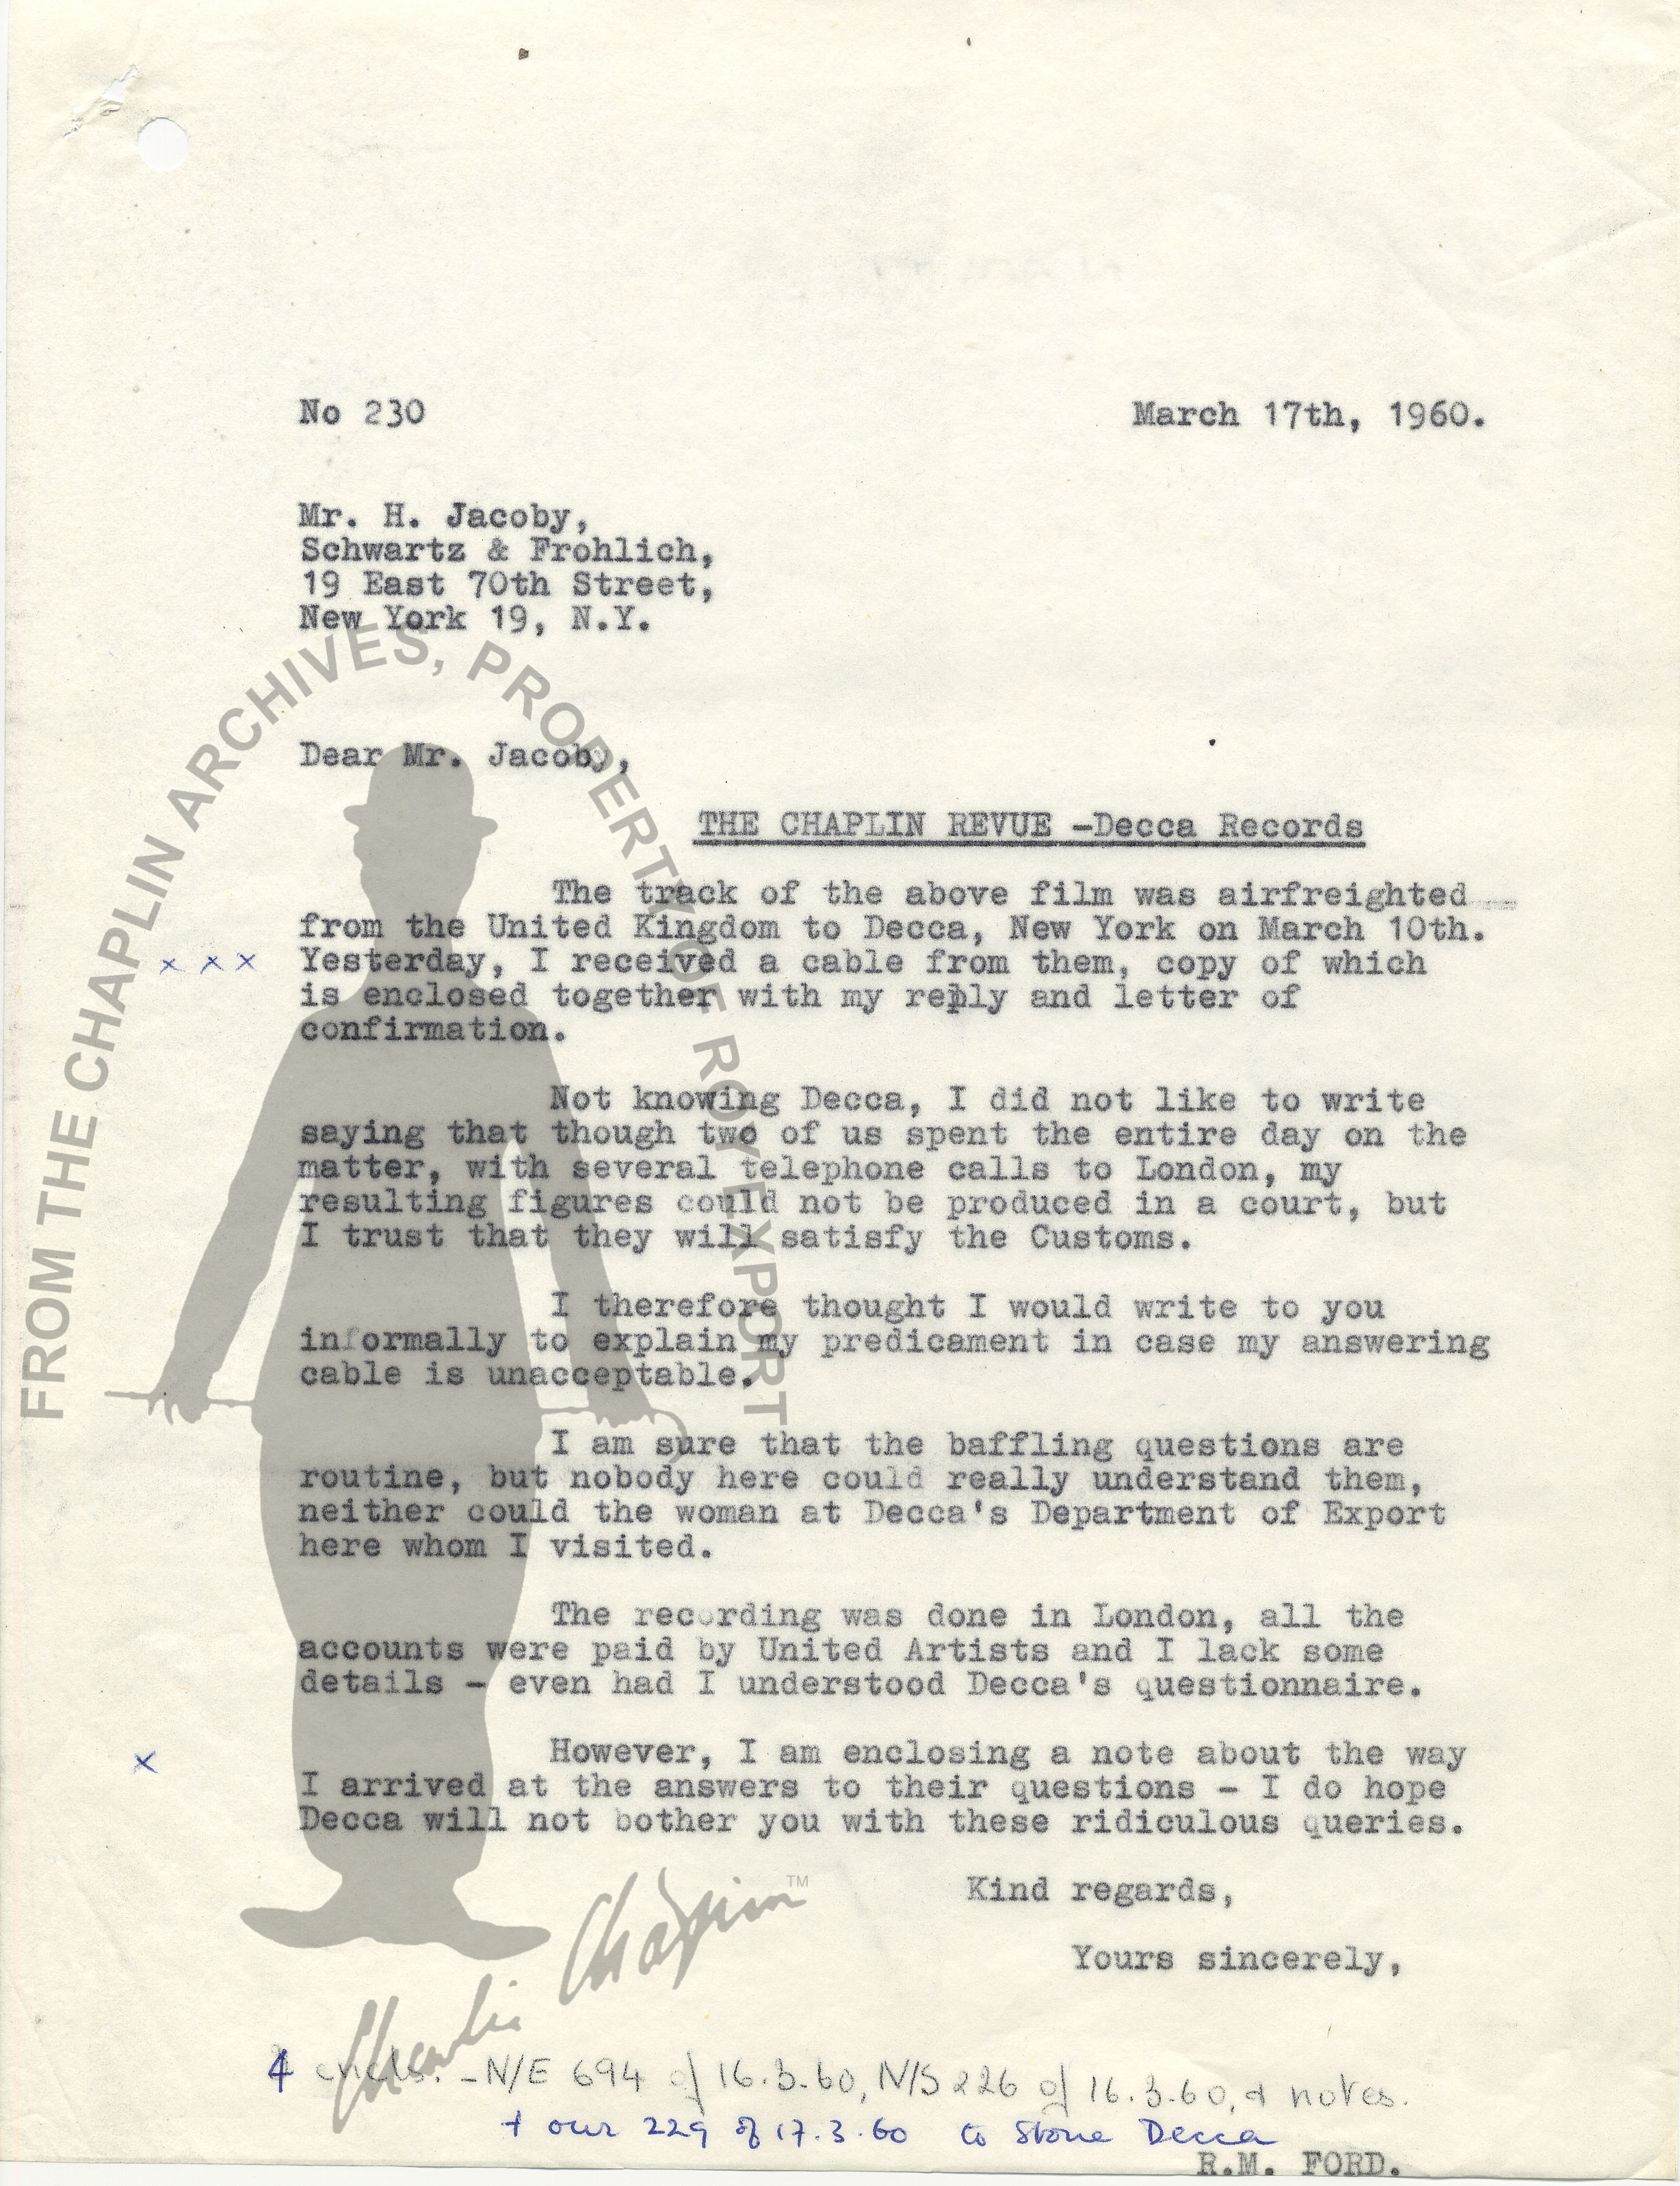 No 230 March 17th, 1960.
Mr. H. Jacoby,
Schwartz & Frohlich,
19 East 70th Street,
New York 19, N.Y.
FROM THE CHAPLIN ARCHIVES, PROPERTY OF ROY EXPORT
Dear Mr. Jacoby,
THE CHAPLIN REVUE -Decca Records
The track of the above film was airfreighted
from the United Kingdom to Decca, New York on March 10th.
x x x Yesterday, I received a cable from them, copy of which
is enclosed together with my reply and letter of
confirmation.
Not knowing Decca, I did not like to write
saying that though two of us spent the entire day on the
matter, with several telephone calls to London, my
resulting figures could not be produced in a court, but
I trust that they will satisfy the Customs.
I therefore thought I would write to you
informally to explain my predicament in case my answering
cable is unacceptable.
I am sure that the baffling questions are
routine, but nobody here could really understand them,
neither could the woman at Decca's Department of Export
here whom I visited.
The recording was done in London, all the
accounts were paid by United Artists and I lack some
details - even had I understood Decca's questionnaire.
x However, I am enclosing a note about the way
I arrived at the answers to their questions - I do hope
Decca will not bother you with these ridiculous queries.
Kind regards,
Yours sincerely,
Charlie Chaplin TM
4 encls. - N/E 694 of 16.3.60, N/S 226 of 16.3.60, & notes.
+ our 229 of 17.3.60 to Stone Decca
R.M. FORD.